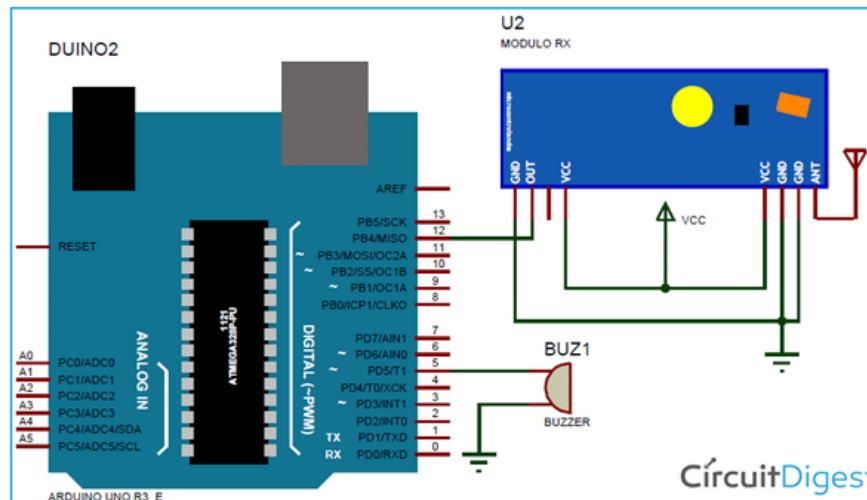 DUINO2
U2
MODULO RX
GND
OUT
VCC
VCC
GND
GND
ANT
VCC
AREF
RESET
PB5/SCK 13
PB4/MISO 12
~ PB3/MOSI/OC2A 11
~ PB2/SS/OC1B 10
~ PB1/OC1A 9
PB0/ICP1/CLKO 8
PD7/AIN1 7
~ PD6/AIN0 6
~ PD5/T1 5
PD4/T0/XCK 4
~ PD3/INT1 3
PD2/INT0 2
TX PD1/TXD 1
RX PD0/RXD 0
A0 PC0/ADC0
A1 PC1/ADC1
A2 PC2/ADC2
A3 PC3/ADC3
A4 PC4/ADC4/SDA
A5 PC5/ADC5/SCL
ANALOG IN
1121
ATMEGA328P-PU
DIGITAL (~PWM)
BUZ1
BUZZER
ARDUINO UNO R3 E
CircuitDigest